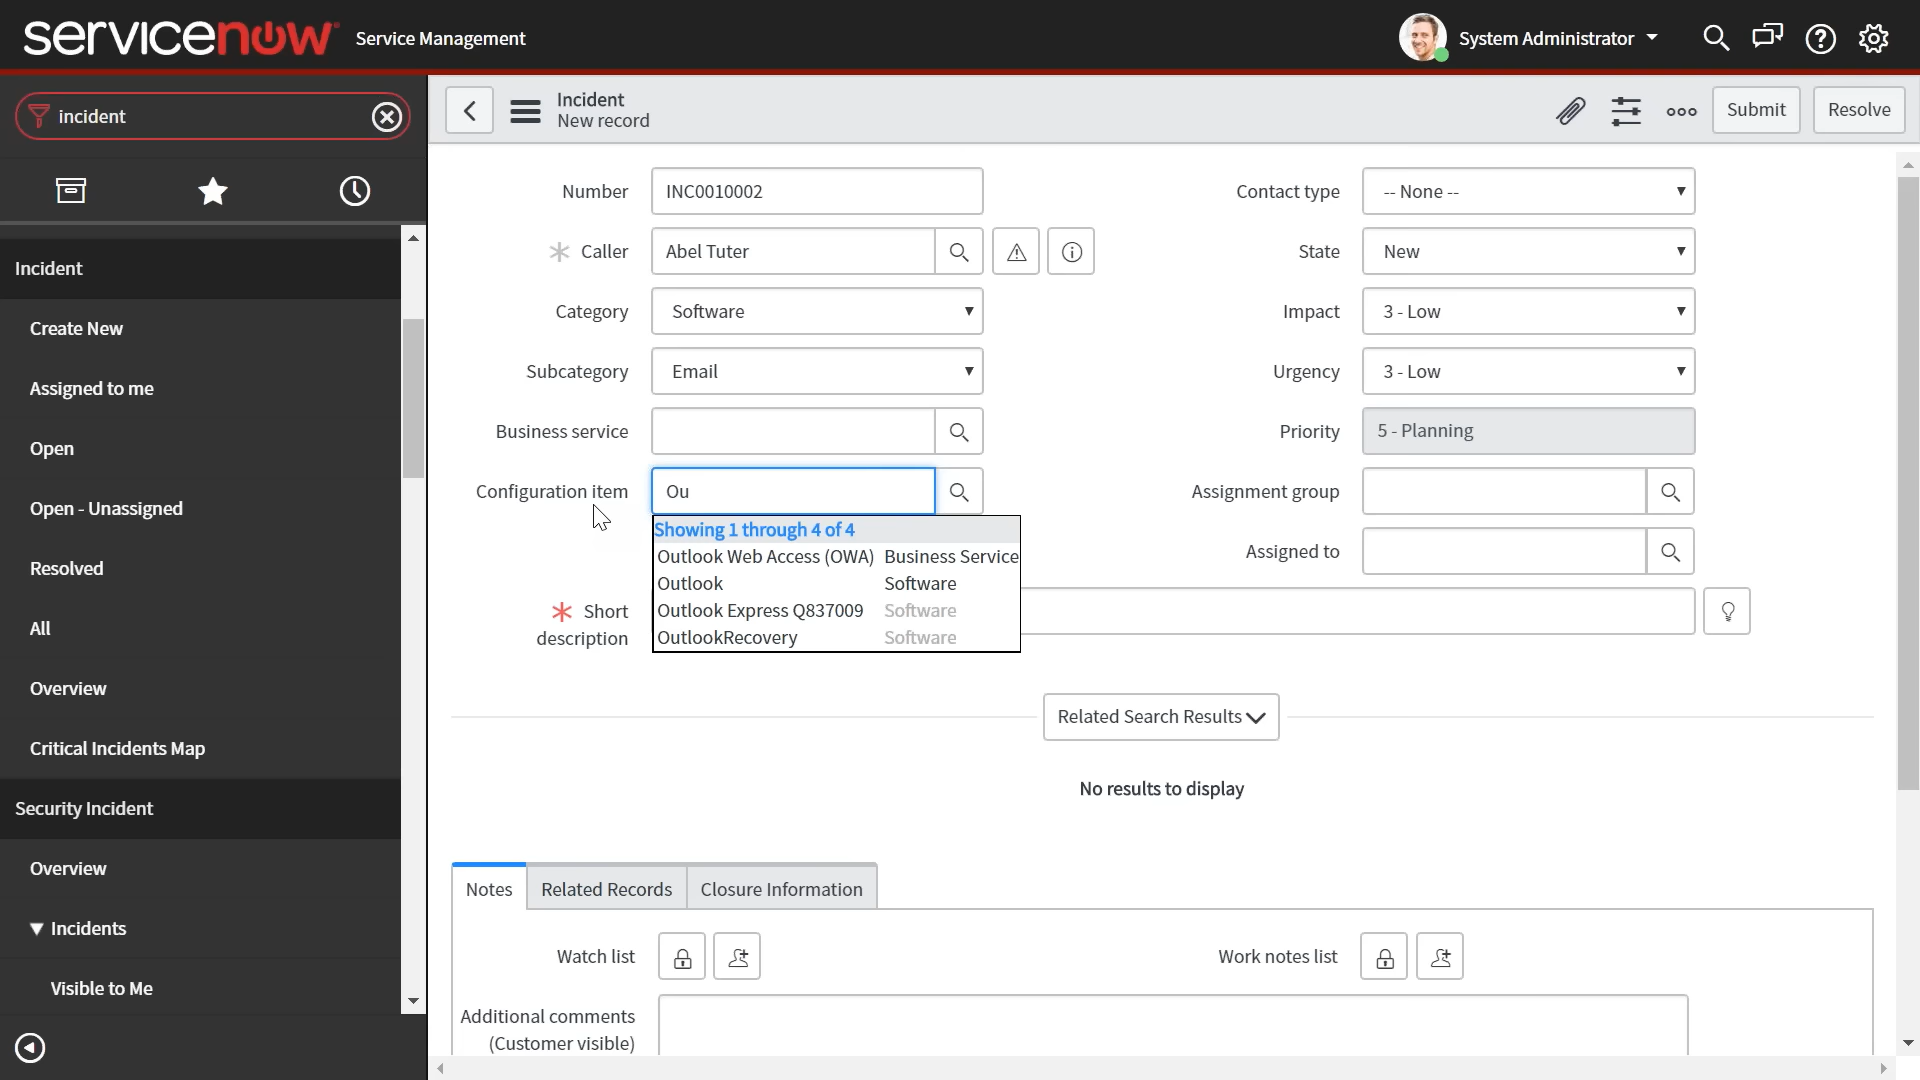 servicenow Service Management
System Administrator
incident
Incident
New record
Submit
Resolve
Incident
Create New
Assigned to me
Open
Open - Unassigned
Resolved
All
Overview
Critical Incidents Map
Security Incident
Overview
▼ Incidents
Visible to Me
Number INC0010002
Caller Abel Tuter
Category Software
Subcategory Email
Business service
Configuration item Ou
Showing 1 through 4 of 4
Outlook Web Access (OWA) Business Service
Outlook Software
Outlook Express Q837009 Software
OutlookRecovery Software
Short
description
Contact type -- None --
State New
Impact 3 - Low
Urgency 3 - Low
Priority 5 - Planning
Assignment group
Assigned to
Related Search Results
No results to display
Notes Related Records Closure Information
Watch list
Work notes list
Additional comments
(Customer visible)